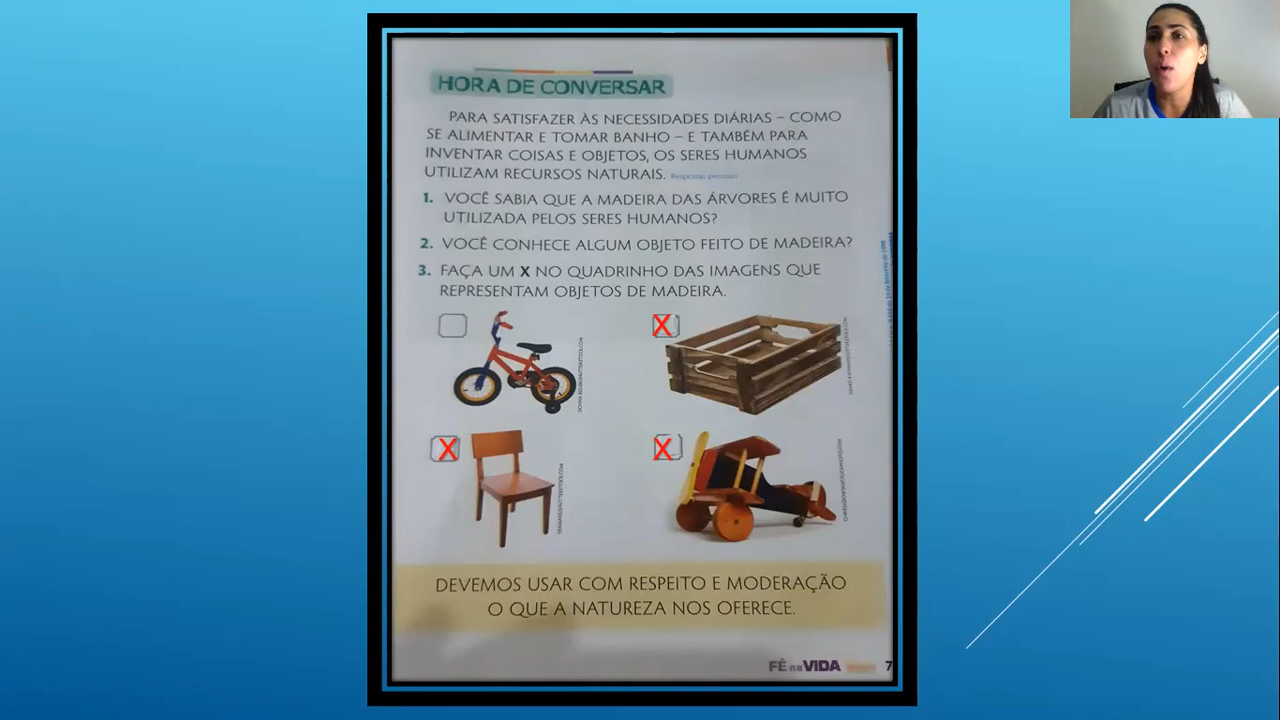 HORA DE CONVERSAR
PARA SATISFAZER ÀS NECESSIDADES DIÁRIAS – COMO
SE ALIMENTAR E TOMAR BANHO – E TAMBÉM PARA
INVENTAR COISAS E OBJETOS, OS SERES HUMANOS
UTILIZAM RECURSOS NATURAIS. Respostas pessoais
1. VOCÊ SABIA QUE A MADEIRA DAS ÁRVORES É MUITO
UTILIZADA PELOS SERES HUMANOS?
2. VOCÊ CONHECE ALGUM OBJETO FEITO DE MADEIRA?
3. FAÇA UM X NO QUADRINHO DAS IMAGENS QUE
REPRESENTAM OBJETOS DE MADEIRA.
X
X
X
DEVEMOS USAR COM RESPEITO E MODERAÇÃO
O QUE A NATUREZA NOS OFERECE.
FÉ na VIDA 7